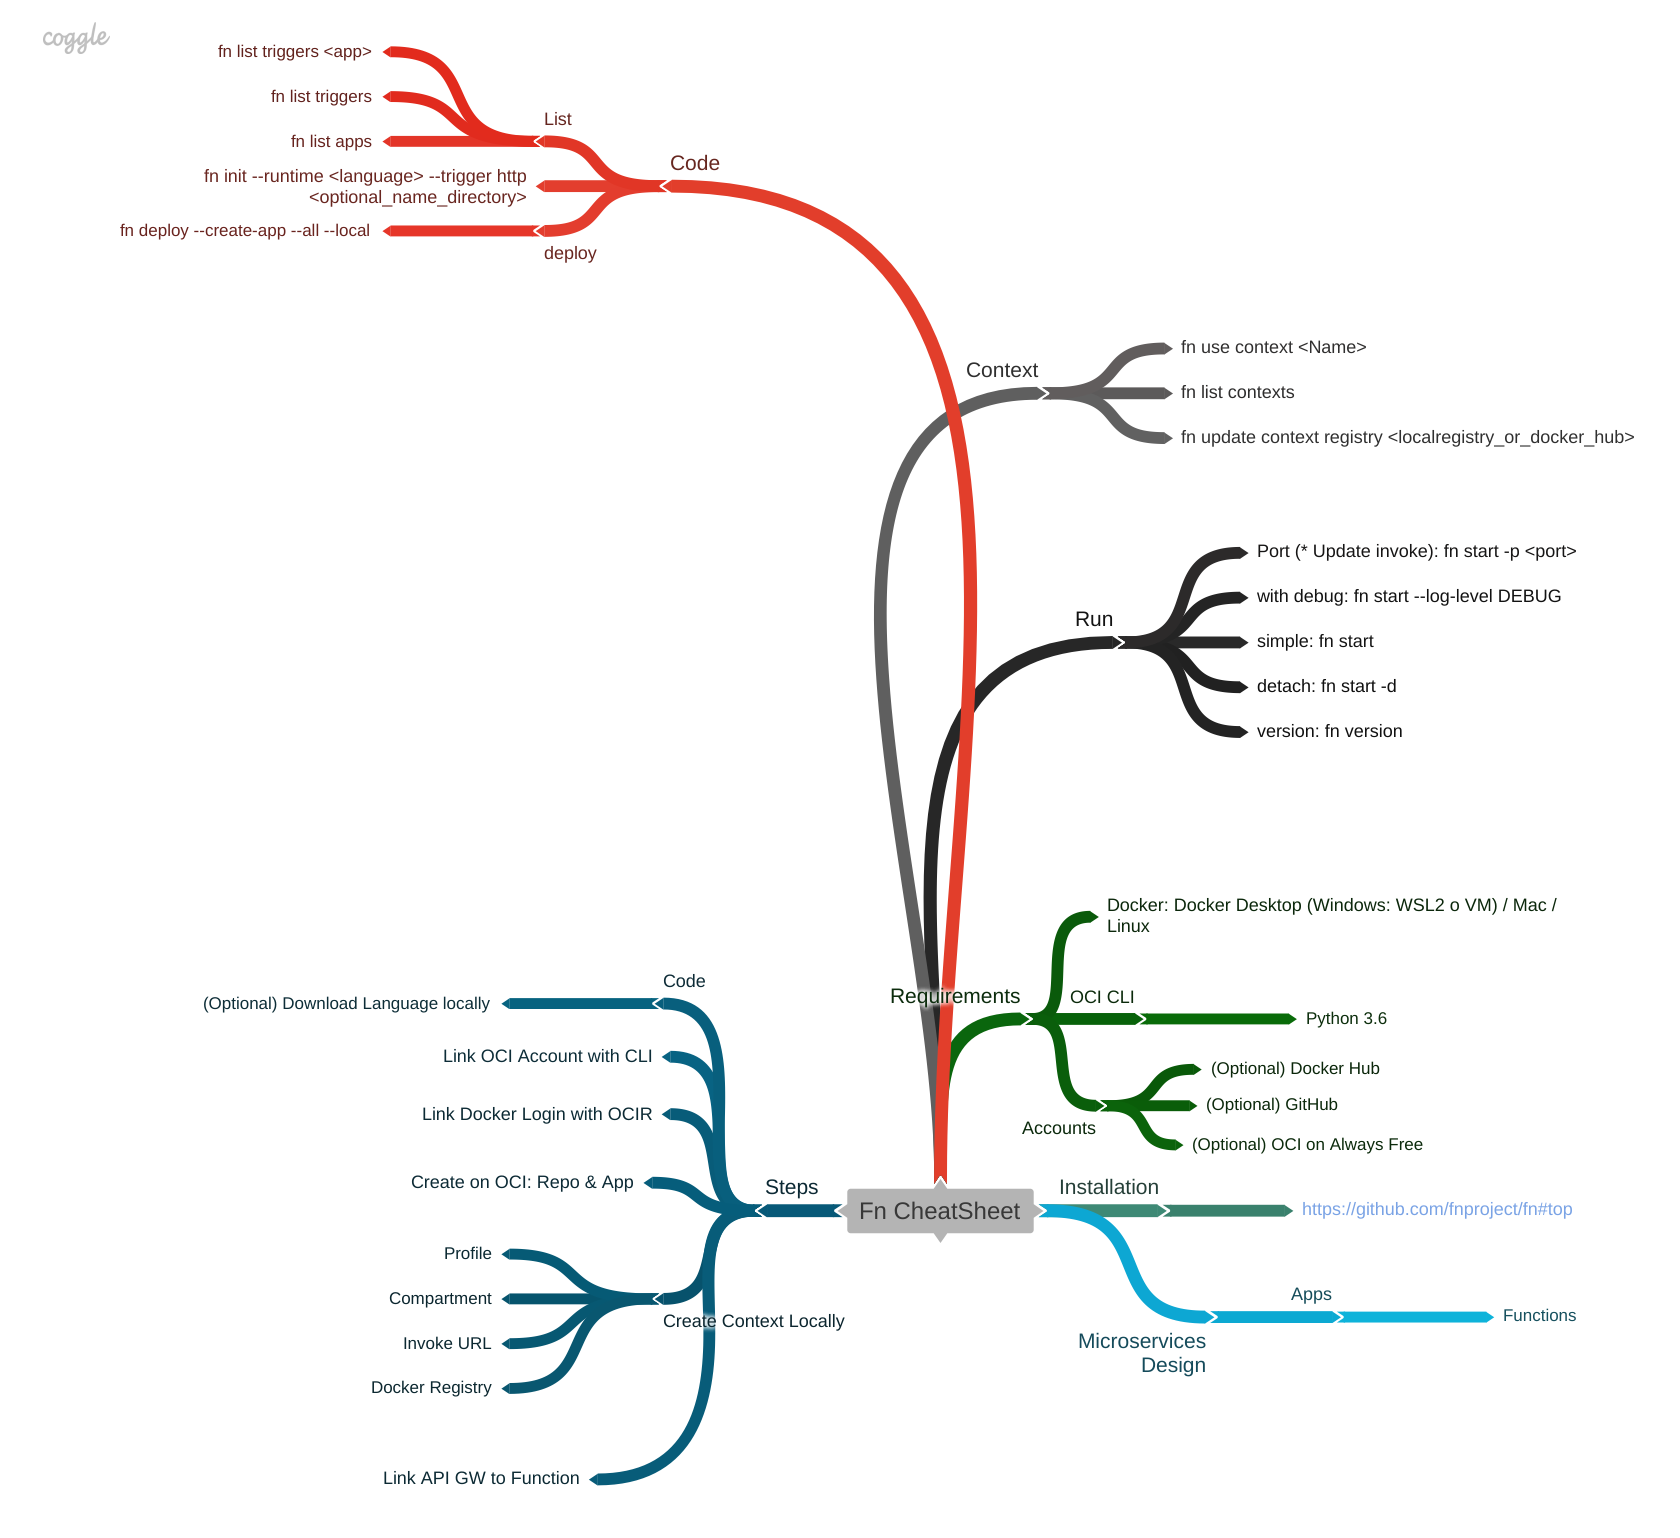 coggle
fn list triggers <app>
fn list triggers
List
fn list apps
Code
fn init --runtime <language> --trigger http
<optional_name_directory>
fn deploy --create-app --all --local
deploy
Context
fn use context <Name>
fn list contexts
fn update context registry <localregistry_or_docker_hub>
Run
Port (* Update invoke): fn start -p <port>
with debug: fn start --log-level DEBUG
simple: fn start
detach: fn start -d
version: fn version
Requirements
Docker: Docker Desktop (Windows: WSL2 o VM) / Mac /
Linux
OCI CLI
Python 3.6
Accounts
(Optional) Docker Hub
(Optional) GitHub
(Optional) OCI on Always Free
Code
(Optional) Download Language locally
Link OCI Account with CLI
Link Docker Login with OCIR
Create on OCI: Repo & App
Steps
Fn CheatSheet
Installation
https://github.com/fnproject/fn#top
Profile
Compartment
Invoke URL
Docker Registry
Create Context Locally
Link API GW to Function
Microservices
Design
Apps
Functions